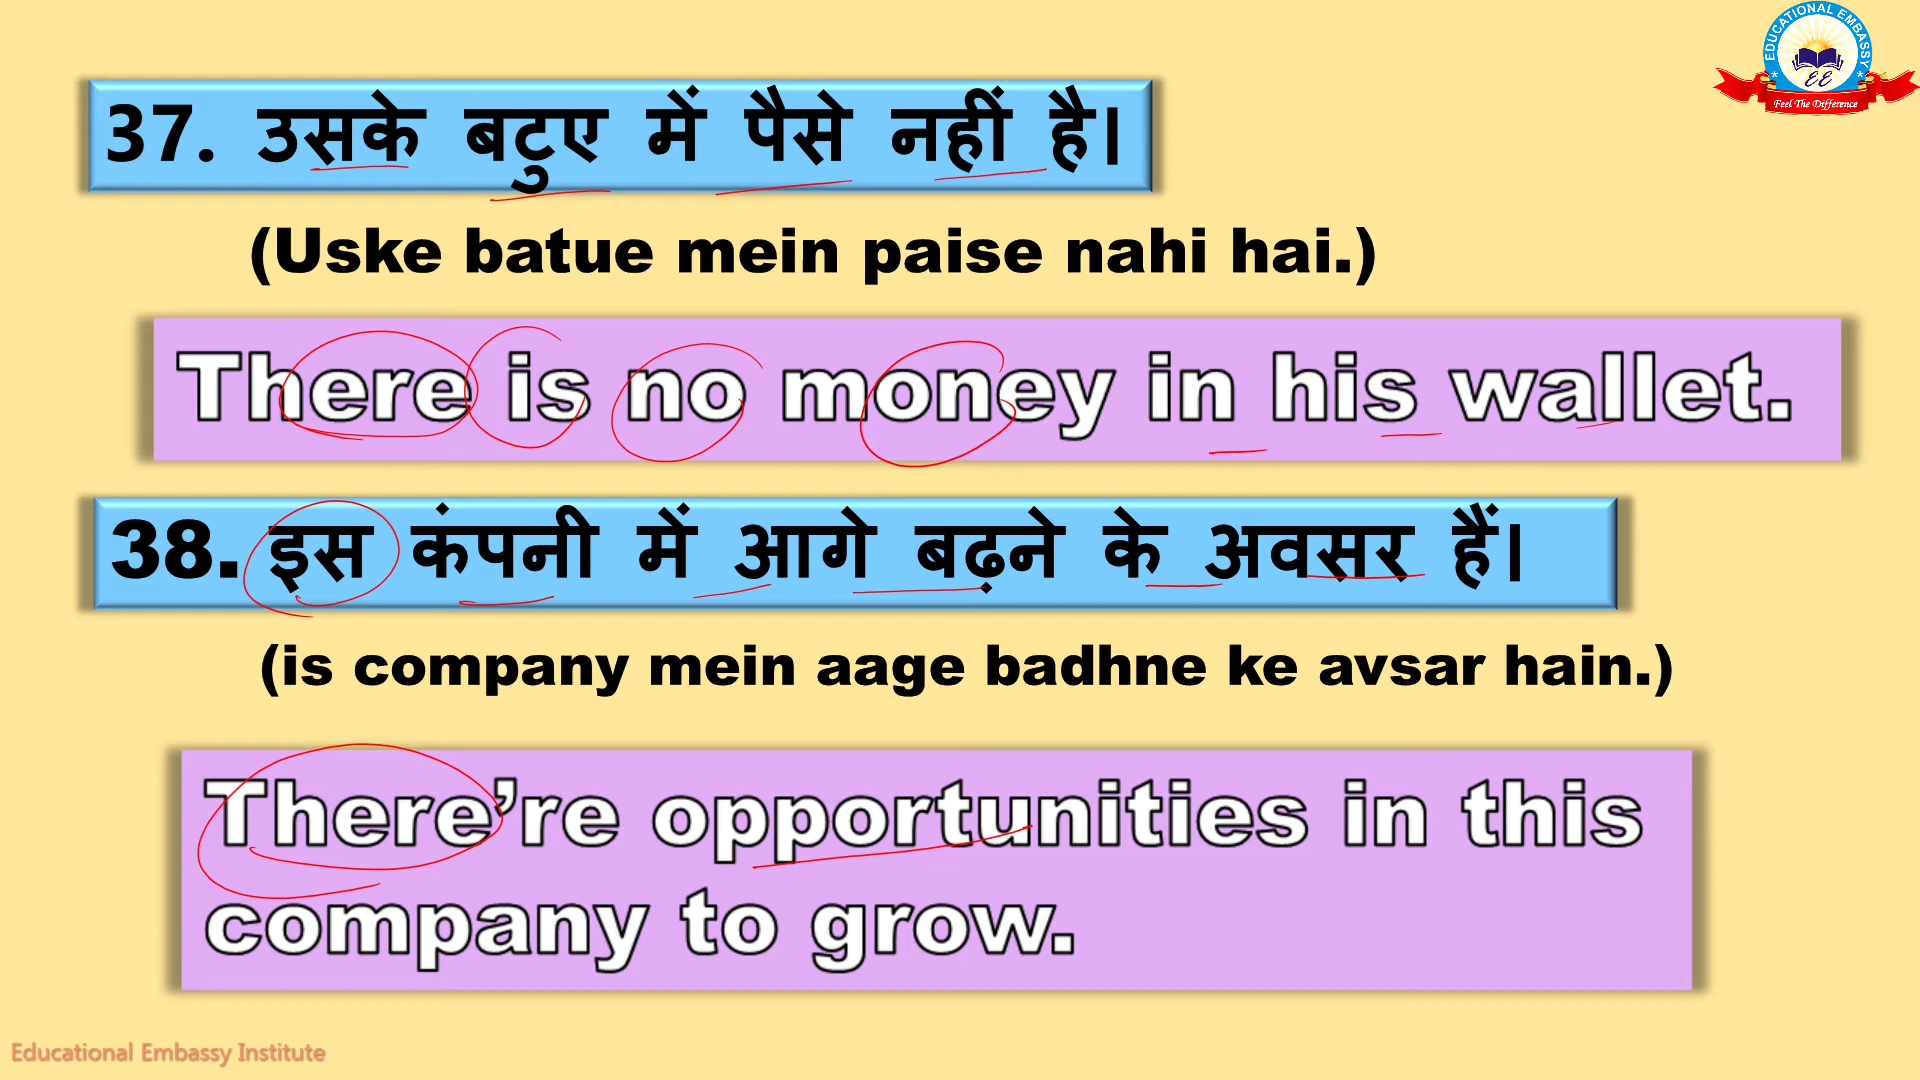 EDUCATIONAL EMBASSY
EE
Feel The Difference
37. उसके बटुए में पैसे नहीं है।
(Uske batue mein paise nahi hai.)
There is no money in his wallet.
38. इस कंपनी में आगे बढ़ने के अवसर हैं।
(is company mein aage badhne ke avsar hain.)
There’re opportunities in this
company to grow.
Educational Embassy Institute